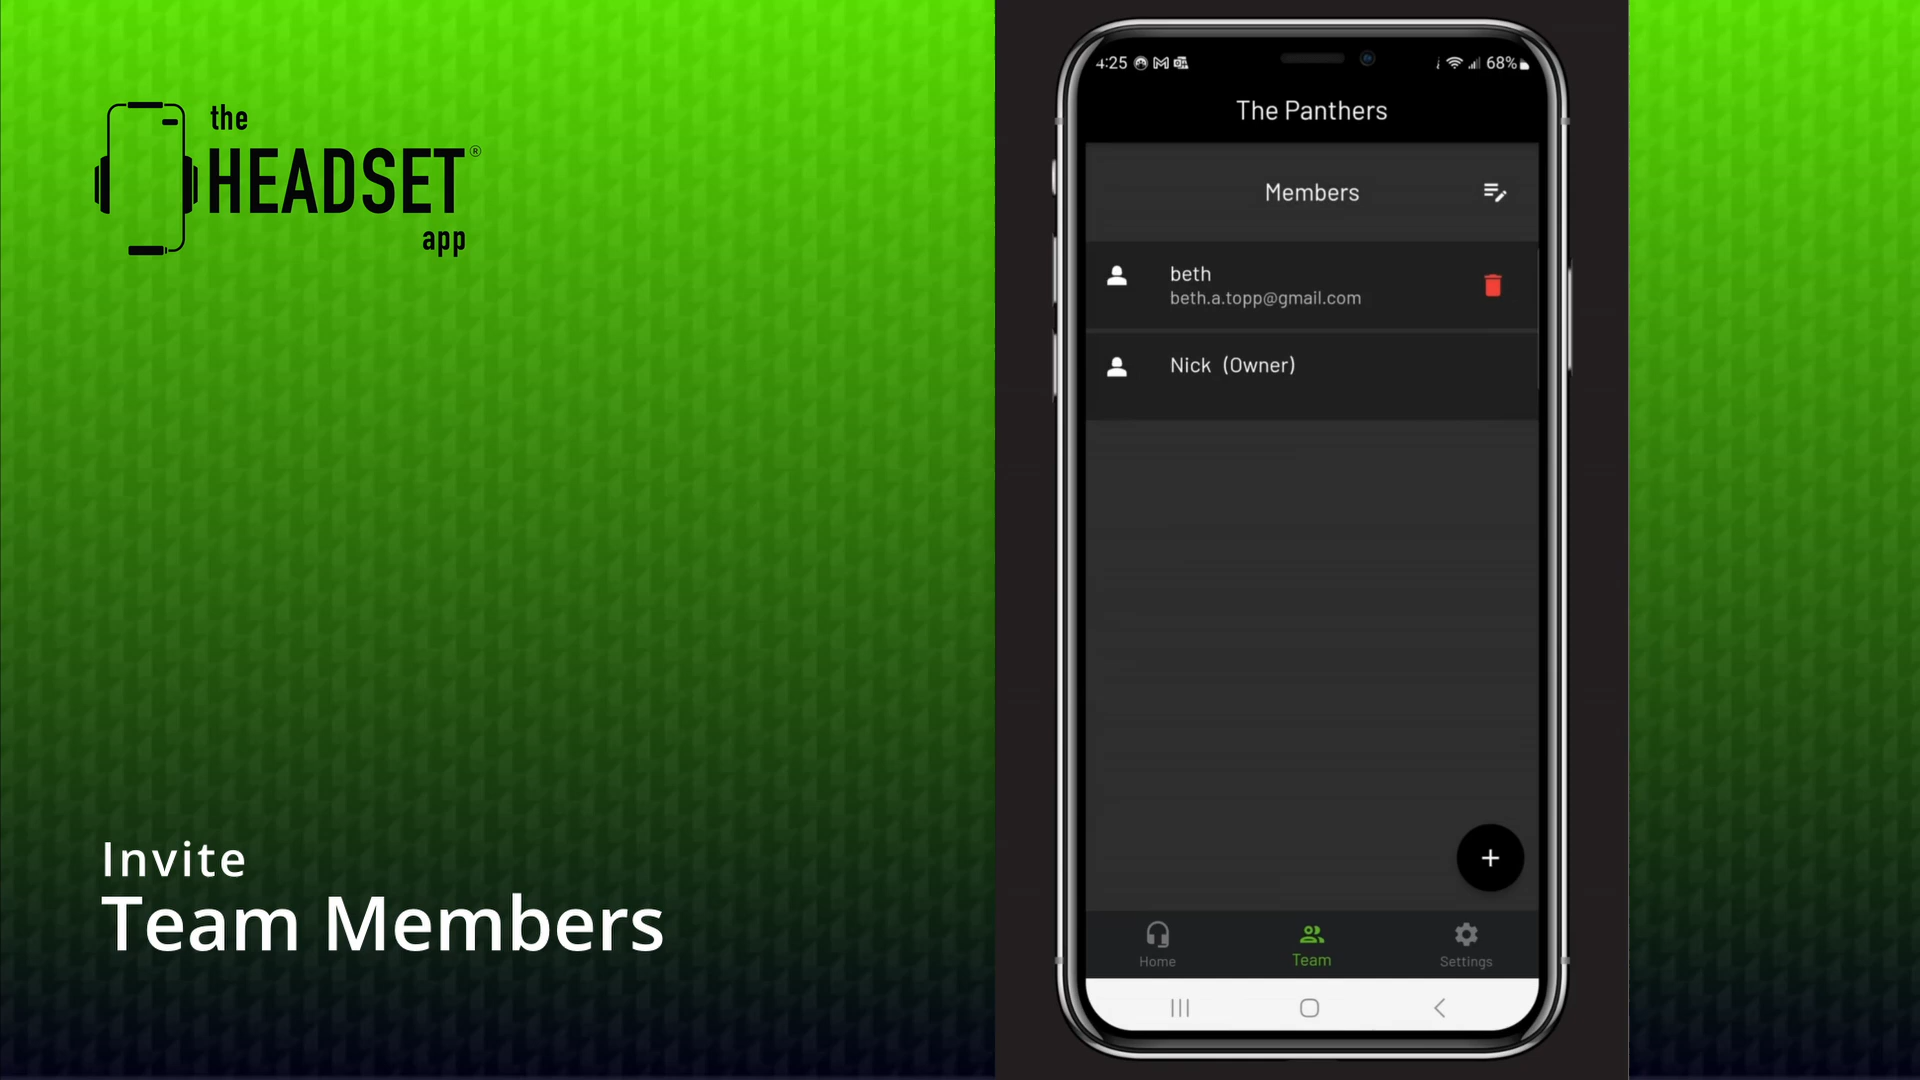 the
HEADSET®
app
Invite
Team Members
4:25
68%
The Panthers
Members
beth
beth.a.topp@gmail.com
Nick (Owner)
Home
Team
Settings